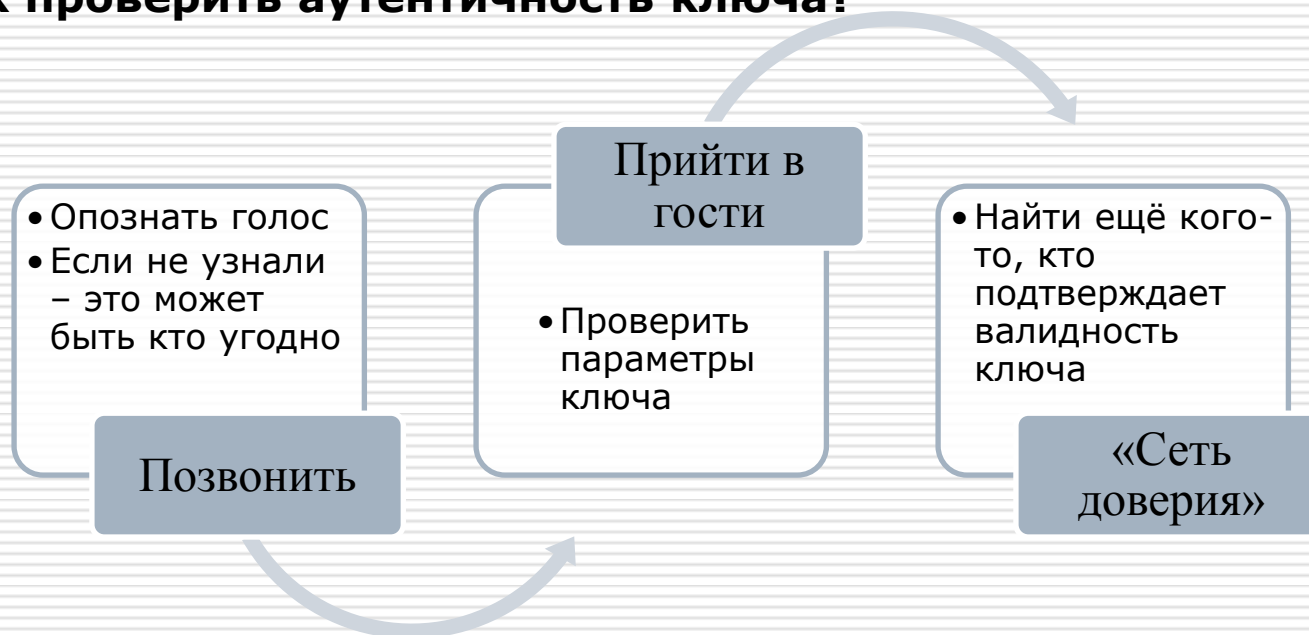 к проверить аутентичность ключа?
• Опознать голос
• Если не узнали
– это может
быть кто угодно
Позвонить
Прийти в
гости
• Проверить
параметры
ключа
• Найти ещё кого-
то, кто
подтверждает
валидность
ключа
«Сеть
доверия»